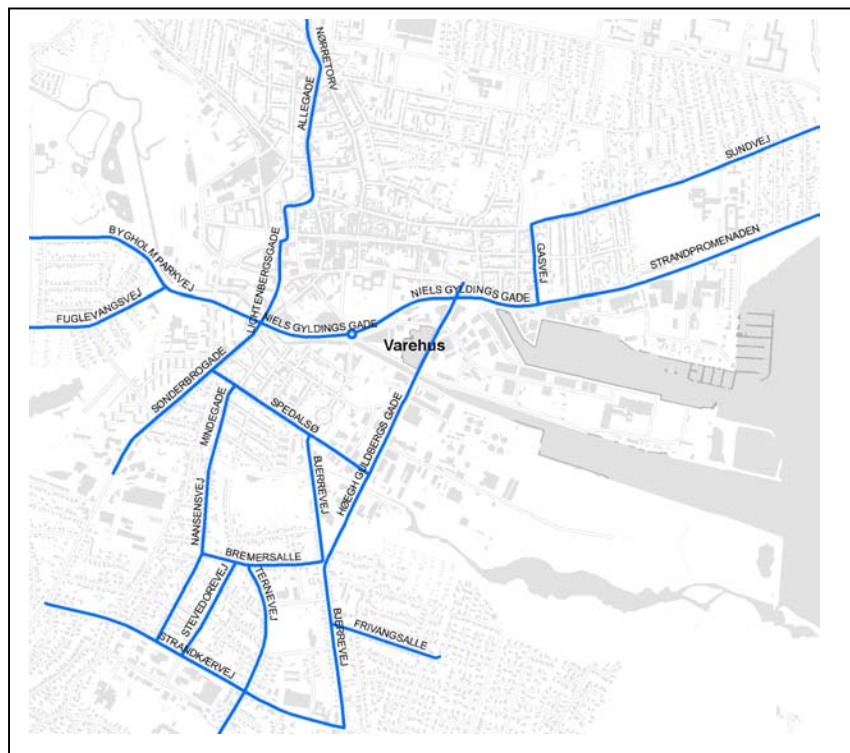 NØRRETORV
ALLEGADE
SUNDVEJ
BYGHOLM PARKVEJ
GASVEJ
STRANDPROMENADEN
LICHTENBERGSGADE
NIELS GYLDINGS GADE
FUGLEVANGSVEJ
NIELS GYLDINGS GADE
Varehus
SØNDERBROGADE
MINDEGADE
SPEDALSØ
HØEGH GULDBERGS GADE
BJERREVEJ
NANSENSVEJ
BREMERSALLE
STEVEDOREVEJ
TERNEVEJ
BJERREVEJ
FRIVANGSALLE
STRANDKÆRVEJ